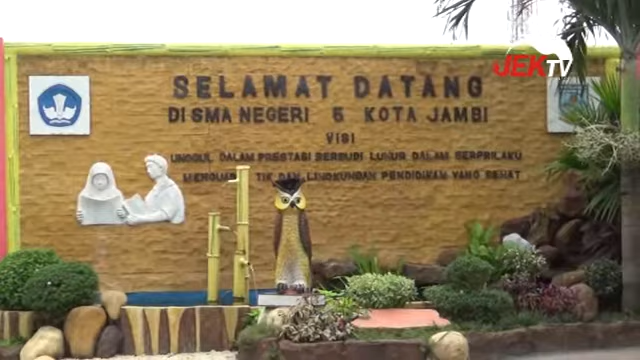 JEKTV
SELAMAT DATANG
DI SMA NEGERI 5 KOTA JAMBI
VISI
UNGGUL DALAM PRESTASI BERBUDI LUHUR DALAM BERPRILAKU
TIK DAN LINGKUNGAN PENDIDIKAN YANG SEHAT